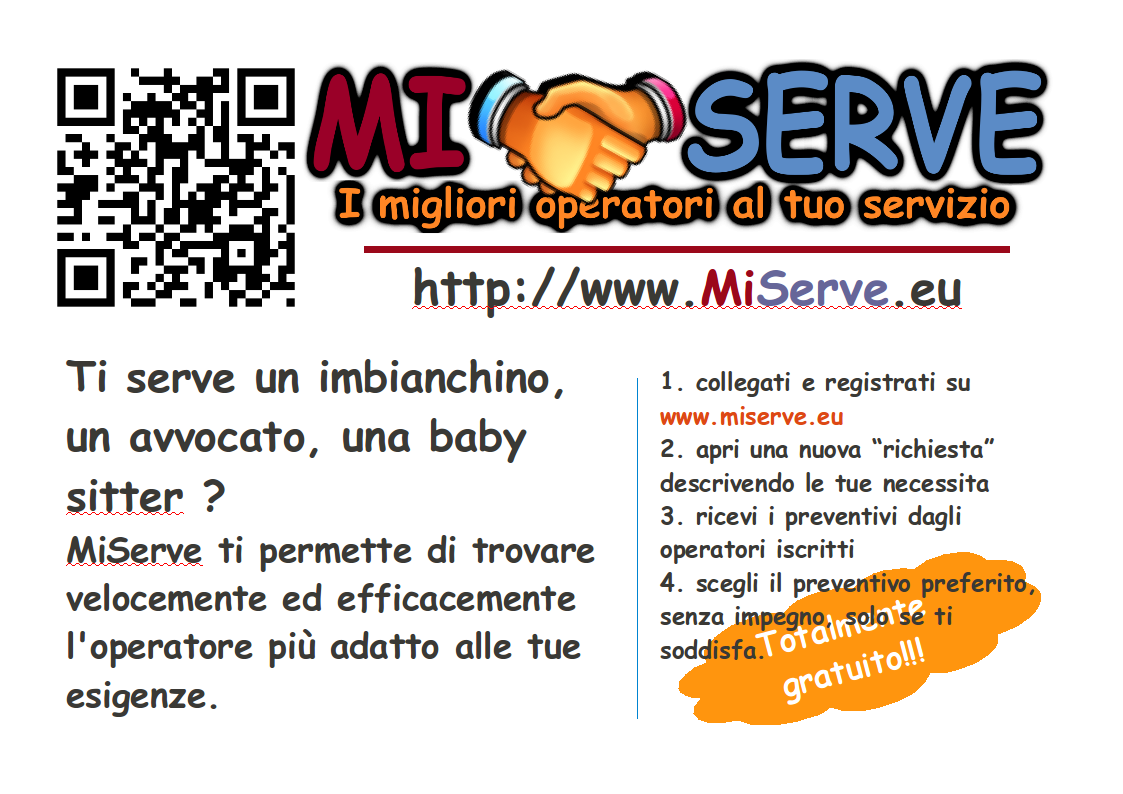 MI SERVE
I migliori operatori al tuo servizio
http://www.MiServe.eu
Ti serve un imbianchino,
un avvocato, una baby
sitter ?
MiServe ti permette di trovare
velocemente ed efficacemente
l'operatore più adatto alle tue
esigenze.
1. collegati e registrati su
www.miserve.eu
2. apri una nuova “richiesta”
descrivendo le tue necessita
3. ricevi i preventivi dagli
operatori iscritti
4. scegli il preventivo preferito,
senza impegno, solo se ti
soddisfa.
Totalmente
gratuito!!!